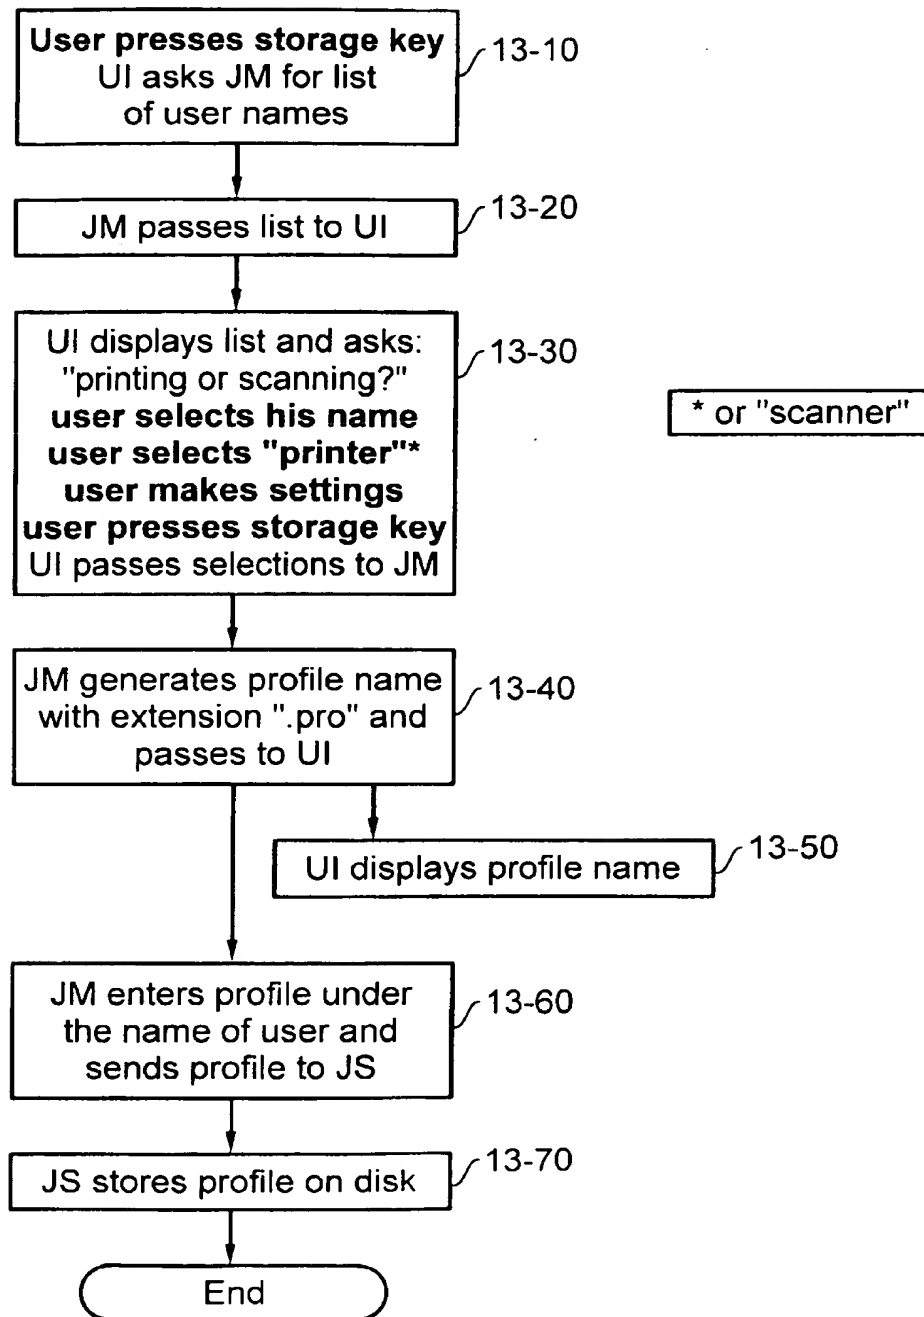 User presses storage key
UI asks JM for list
of user names
13-10
JM passes list to UI
13-20
UI displays list and asks:
"printing or scanning?"
user selects his name
user selects "printer"*
user makes settings
user presses storage key
UI passes selections to JM
13-30
* or "scanner"
JM generates profile name
with extension ".pro" and
passes to UI
13-40
UI displays profile name
13-50
JM enters profile under
the name of user and
sends profile to JS
13-60
JS stores profile on disk
13-70
End